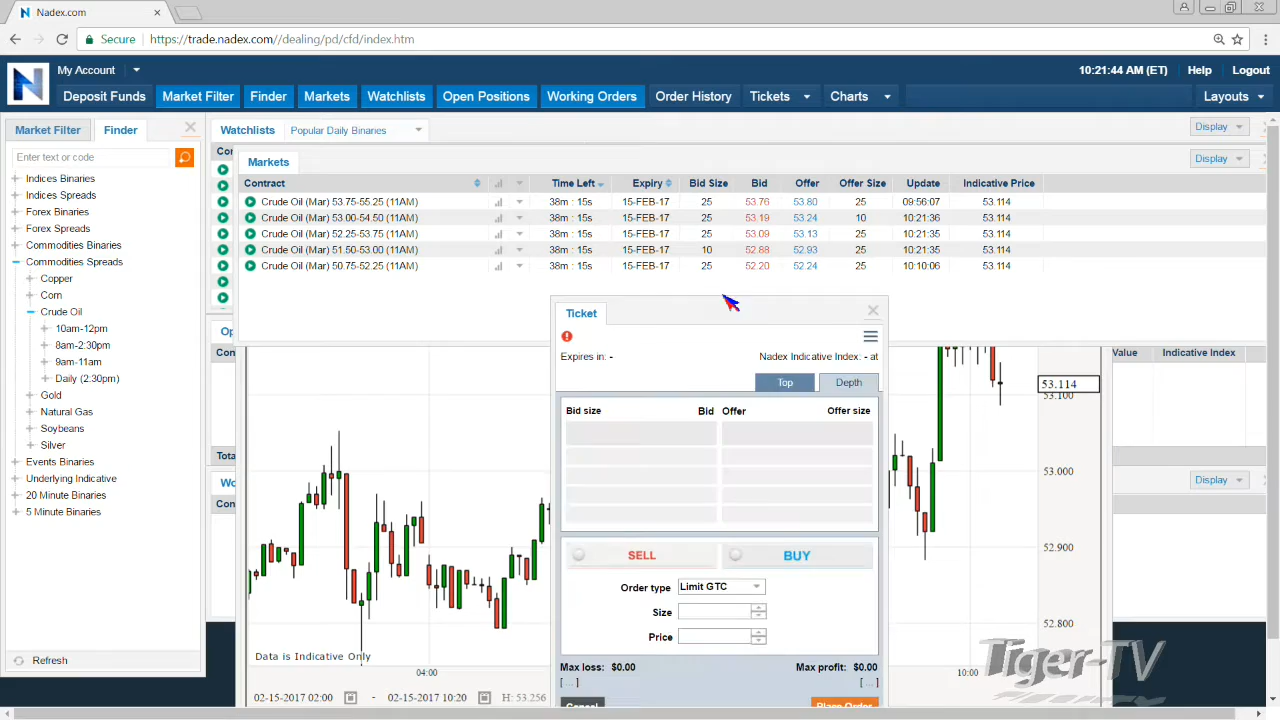 Nadex.com
Secure https://trade.nadex.com//dealing/pd/cfd/index.htm
N
My Account
10:21:44 AM (ET) Help Logout
Deposit Funds Market Filter Finder Markets Watchlists Open Positions Working Orders Order History Tickets Charts Layouts
Market Filter Finder
Watchlists Popular Daily Binaries Display
Enter text or code
Indices Binaries
Indices Spreads
Forex Binaries
Forex Spreads
Commodities Binaries
Commodities Spreads
Copper
Corn
Crude Oil
10am-12pm
8am-2:30pm
9am-11am
Daily (2:30pm)
Gold
Natural Gas
Soybeans
Silver
Events Binaries
Underlying Indicative
20 Minute Binaries
5 Minute Binaries
Refresh
Markets Display
Contract Time Left Expiry Bid Size Bid Offer Offer Size Update Indicative Price
Crude Oil (Mar) 53.75-55.25 (11AM) 38m : 15s 15-FEB-17 25 53.76 53.80 25 09:56:07 53.114
Crude Oil (Mar) 53.00-54.50 (11AM) 38m : 15s 15-FEB-17 25 53.19 53.24 10 10:21:36 53.114
Crude Oil (Mar) 52.25-53.75 (11AM) 38m : 15s 15-FEB-17 25 53.09 53.13 25 10:21:35 53.114
Crude Oil (Mar) 51.50-53.00 (11AM) 38m : 15s 15-FEB-17 10 52.88 52.93 25 10:21:35 53.114
Crude Oil (Mar) 50.75-52.25 (11AM) 38m : 15s 15-FEB-17 25 52.20 52.24 25 10:10:06 53.114
Ticket
Expires in: - Nadex Indicative Index: - at
Top Depth
Bid size Bid Offer Offer size
SELL BUY
Order type Limit GTC
Size
Price
Max loss: $0.00 Max profit: $0.00
[ ... ] [ ... ]
Cancel Place Order
Value Indicative Index
Display
53.114
53.100
53.000
52.900
52.800
Data is Indicative Only
04:00 10:00
02-15-2017 02:00 - 02-15-2017 10:20 H: 53.256
Tiger-TV